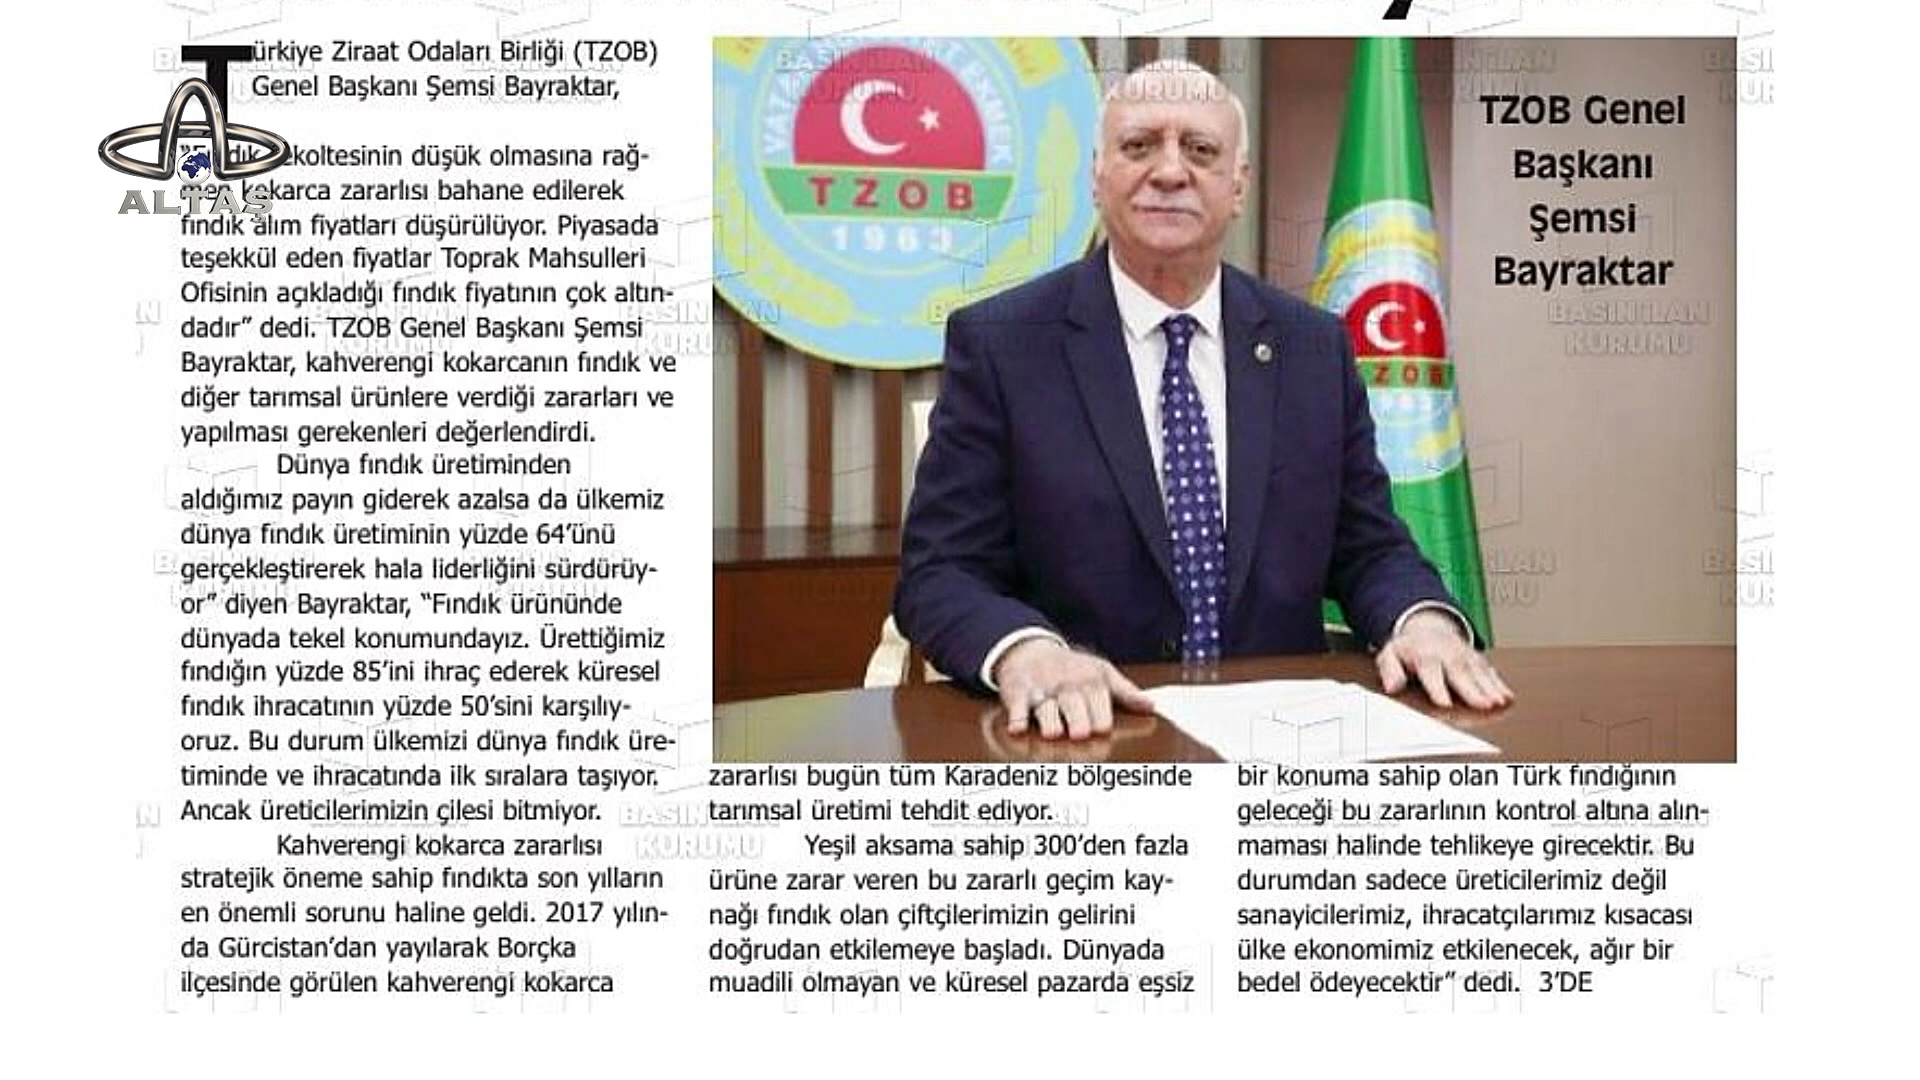 Türkiye Ziraat Odaları Birliği (TZOB)
Genel Başkanı Şemsi Bayraktar,
"Fındık rekoltesinin düşük olmasına rağ-
men kokarca zararlısı bahane edilerek
fındık alım fiyatları düşürülüyor. Piyasada
teşekkül eden fiyatlar Toprak Mahsulleri
Ofisinin açıkladığı fındık fiyatının çok altın-
dadır" dedi. TZOB Genel Başkanı Şemsi
Bayraktar, kahverengi kokarcanın fındık ve
diğer tarımsal ürünlere verdiği zararları ve
yapılması gerekenleri değerlendirdi.
Dünya fındık üretiminden
aldığımız payın giderek azalsa da ülkemiz
dünya fındık üretiminin yüzde 64'ünü
gerçekleştirerek hala liderliğini sürdürüy-
or" diyen Bayraktar, "Fındık ürününde
dünyada tekel konumundayız. Ürettiğimiz
fındığın yüzde 85'ini ihraç ederek küresel
fındık ihracatının yüzde 50'sini karşılıy-
oruz. Bu durum ülkemizi dünya fındık üre-
timinde ve ihracatında ilk sıralara taşıyor.
Ancak üreticilerimizin çilesi bitmiyor.
Kahverengi kokarca zararlısı
stratejik öneme sahip fındıkta son yılların
en önemli sorunu haline geldi. 2017 yılın-
da Gürcistan'dan yayılarak Borçka
ilçesinde görülen kahverengi kokarca
zararlısı bugün tüm Karadeniz bölgesinde
tarımsal üretimi tehdit ediyor.
Yeşil aksama sahip 300'den fazla
ürüne zarar veren bu zararlı geçim kay-
nağı fındık olan çiftçilerimizin gelirini
doğrudan etkilemeye başladı. Dünyada
muadili olmayan ve küresel pazarda eşsiz
bir konuma sahip olan Türk fındığının
geleceği bu zararlının kontrol altına alın-
maması halinde tehlikeye girecektir. Bu
durumdan sadece üreticilerimiz değil
sanayicilerimiz, ihracatçılarımız kısacası
ülke ekonomimiz etkilenecek, ağır bir
bedel ödeyecektir" dedi. 3'DE
TZOB Genel
Başkanı
Şemsi
Bayraktar
TZOB
1963
ZOB
ALTAŞ
BASIN İLAN
KURUMU